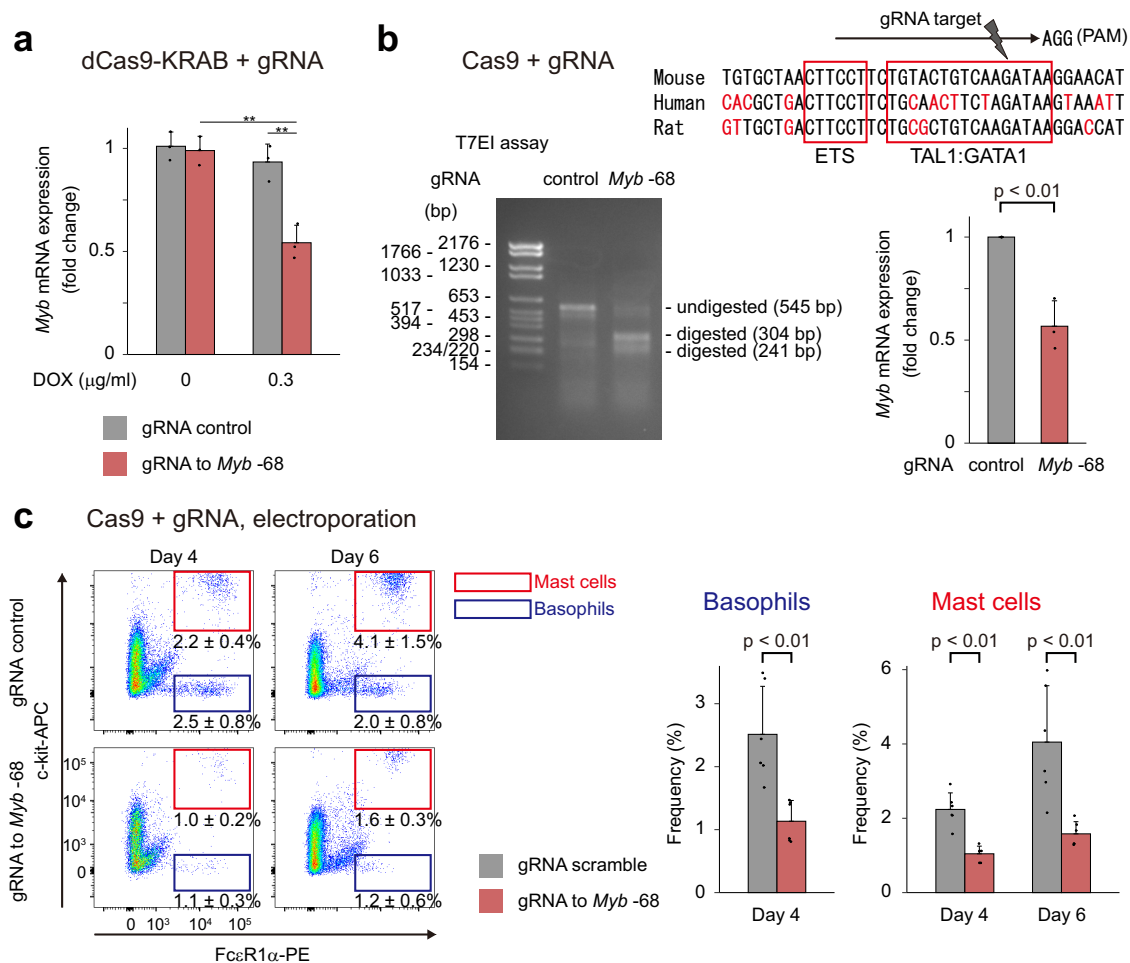 a
dCas9-KRAB + gRNA
**
**
1
0.5
0
Myb mRNA expression
(fold change)
DOX (μg/ml)
0
0.3
gRNA control
gRNA to Myb -68
b
Cas9 + gRNA
gRNA target
AGG (PAM)
Mouse TGTGCTAACTTCCTTCTGTACTGTCAAGATAAGGAACAT
Human CACGCTGACTTCCTTCTGCAACTTCTAGATAAGTAAATT
Rat GTTGCTGACTTCCTTCTGCGCTGTCAAGATAAGGACCAT
ETS
TAL1:GATA1
T7EI assay
gRNA
control
Myb -68
(bp)
2176 -
1766 -
1230 -
1033 -
653 -
517 -
453 -
394 -
298 -
234/220 -
154 -
- undigested (545 bp)
- digested (304 bp)
- digested (241 bp)
p < 0.01
1
0.5
0
Myb mRNA expression
(fold change)
gRNA
control
Myb -68
c
Cas9 + gRNA, electroporation
Day 4
Day 6
Mast cells
Basophils
gRNA control
2.2 ± 0.4%
4.1 ± 1.5%
2.5 ± 0.8%
2.0 ± 0.8%
c-kit-APC
gRNA to Myb -68
10⁵
10⁴
10³
0
1.0 ± 0.2%
1.6 ± 0.3%
1.1 ± 0.3%
1.2 ± 0.6%
0 10³ 10⁴ 10⁵
FcεR1α-PE
gRNA scramble
gRNA to Myb -68
Basophils
p < 0.01
3
2
1
0
Frequency (%)
Day 4
Mast cells
p < 0.01
p < 0.01
6
4
2
0
Frequency (%)
Day 4
Day 6